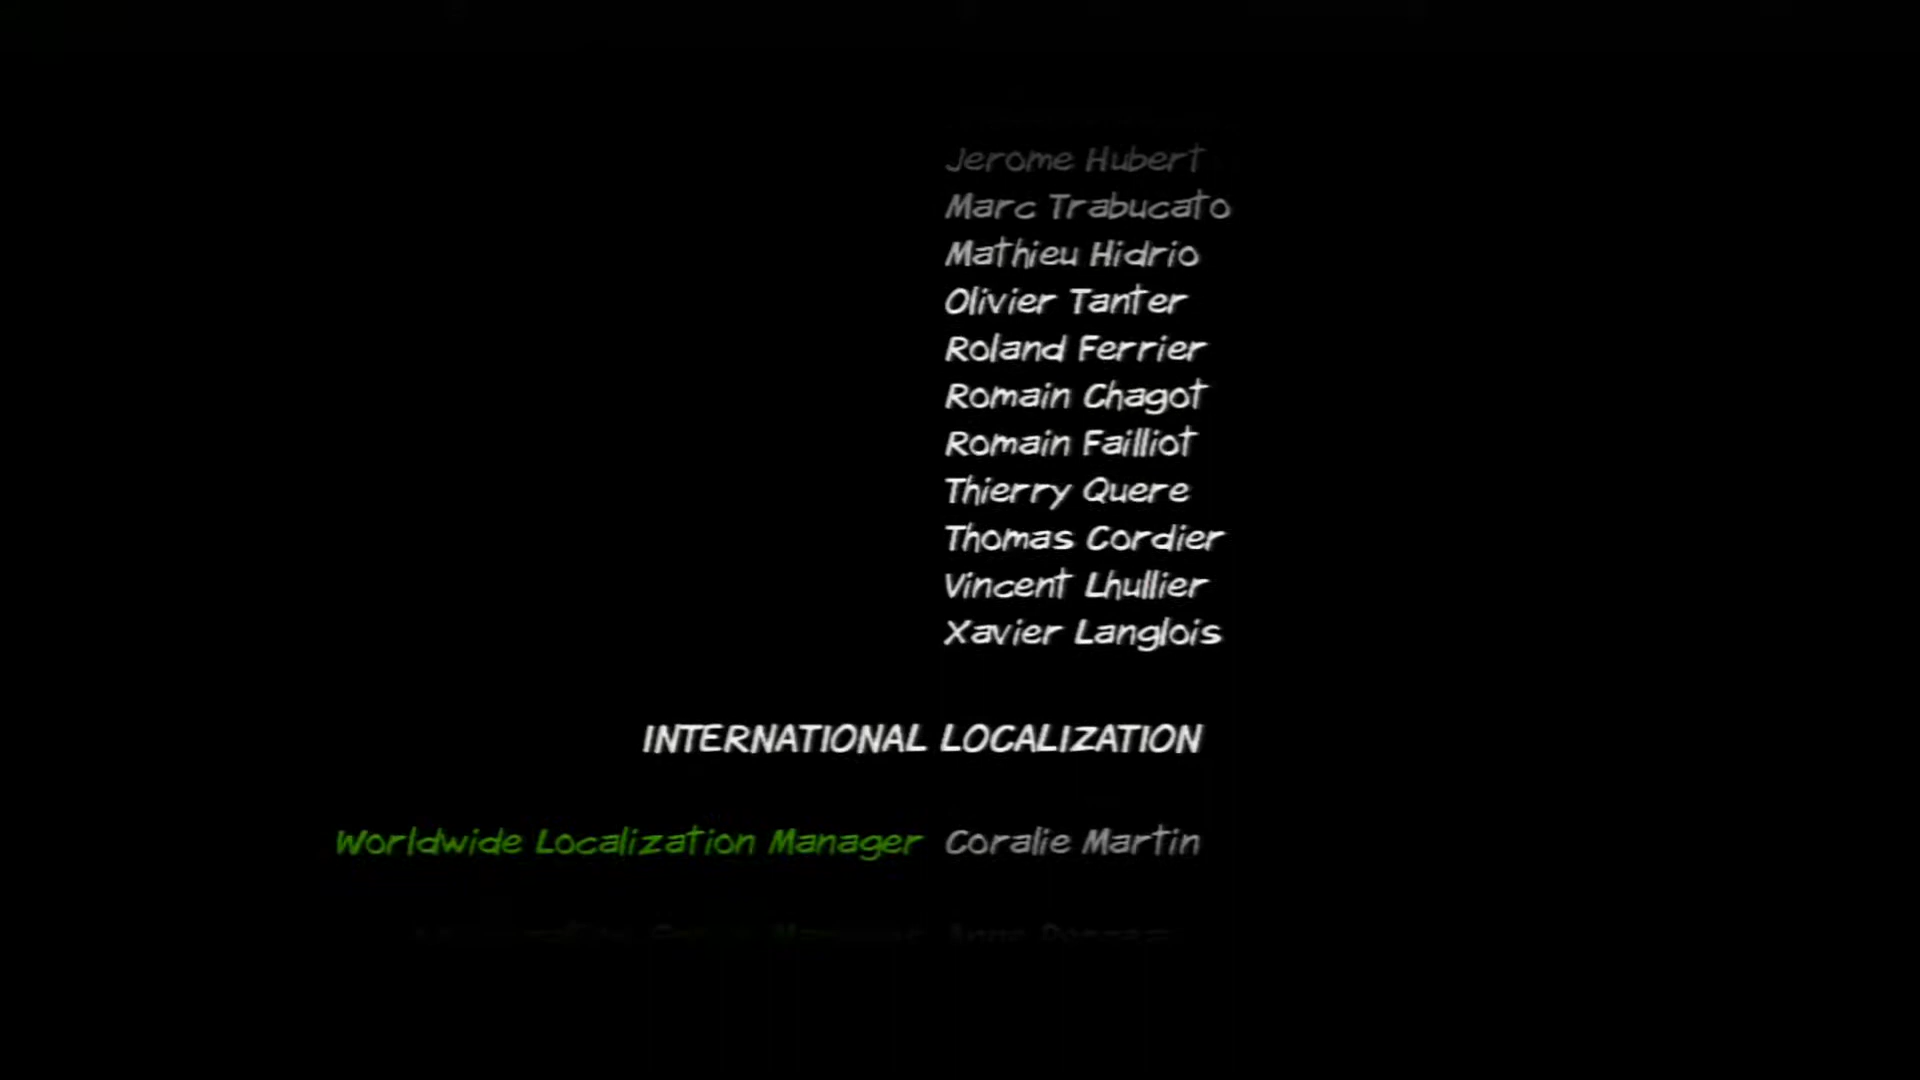 Jerome Hubert
Marc Trabucato
Mathieu Hidrio
Olivier Tanter
Roland Ferrier
Romain Chagot
Romain Failliot
Thierry Quere
Thomas Cordier
Vincent Lhullier
Xavier Langlois
INTERNATIONAL LOCALIZATION
Worldwide Localization Manager Coralie Martin